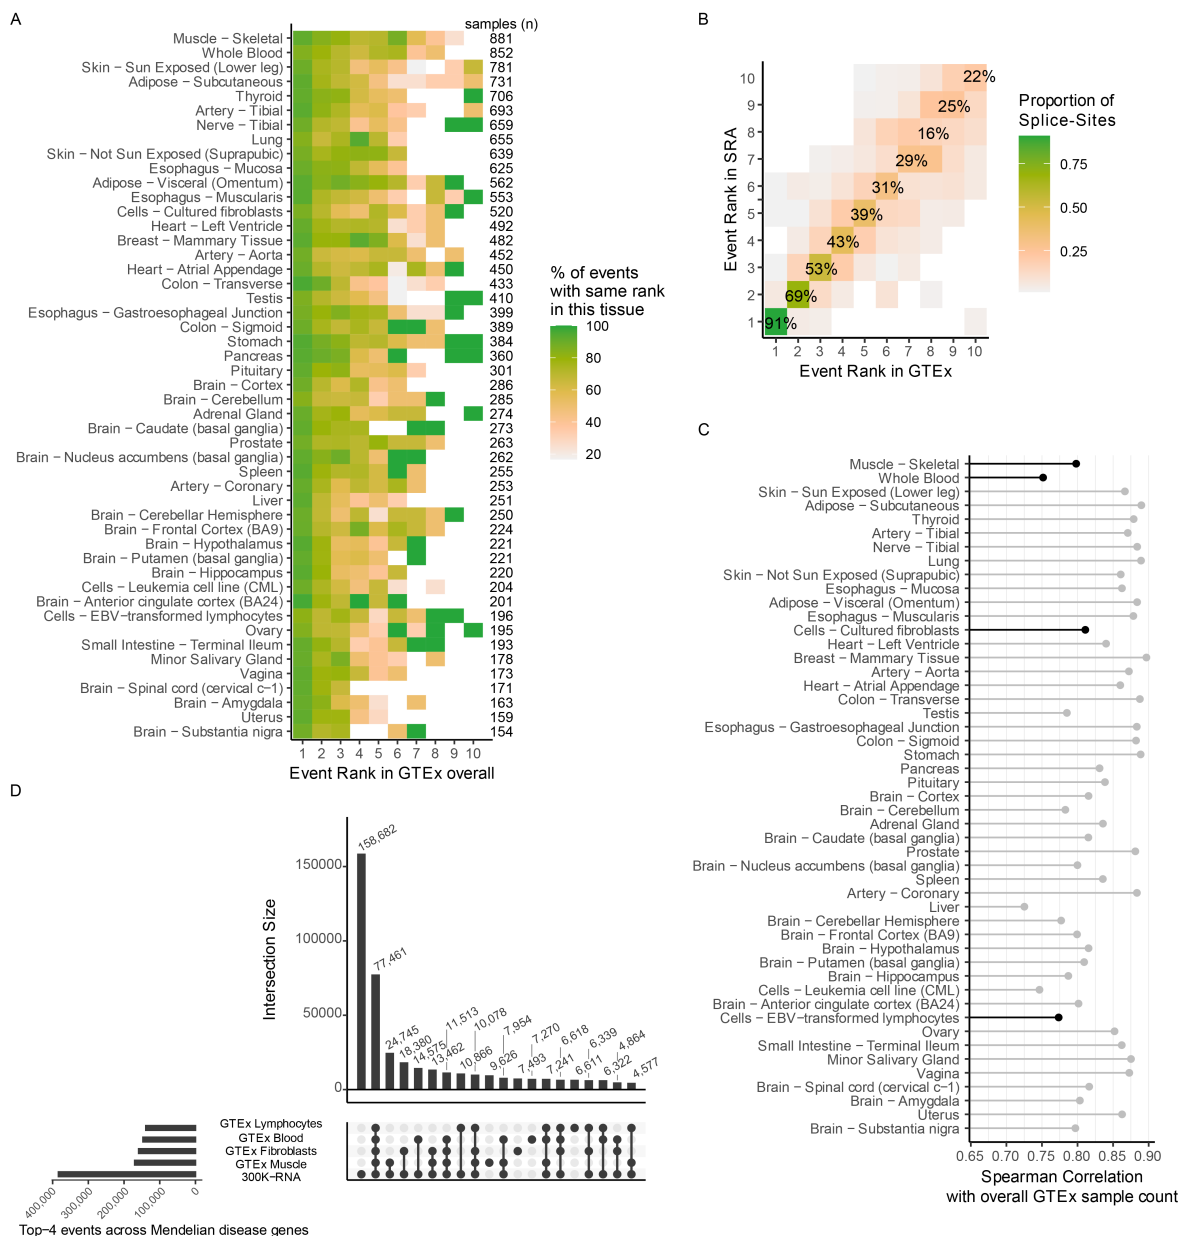 A
samples (n)
Muscle − Skeletal 881
Whole Blood 852
Skin − Sun Exposed (Lower leg) 781
Adipose − Subcutaneous 731
Thyroid 706
Artery − Tibial 693
Nerve − Tibial 659
Lung 655
Skin − Not Sun Exposed (Suprapubic) 639
Esophagus − Mucosa 625
Adipose − Visceral (Omentum) 562
Esophagus − Muscularis 553
Cells − Cultured fibroblasts 520
Heart − Left Ventricle 492
Breast − Mammary Tissue 482
Artery − Aorta 452
Heart − Atrial Appendage 450
Colon − Transverse 433
Testis 410
Esophagus − Gastroesophageal Junction 399
Colon − Sigmoid 389
Stomach 384
Pancreas 360
Pituitary 301
Brain − Cortex 286
Brain − Cerebellum 285
Adrenal Gland 274
Brain − Caudate (basal ganglia) 273
Prostate 263
Brain − Nucleus accumbens (basal ganglia) 262
Spleen 255
Artery − Coronary 253
Liver 251
Brain − Cerebellar Hemisphere 250
Brain − Frontal Cortex (BA9) 224
Brain − Hypothalamus 221
Brain − Putamen (basal ganglia) 221
Brain − Hippocampus 220
Cells − Leukemia cell line (CML) 204
Brain − Anterior cingulate cortex (BA24) 201
Cells − EBV−transformed lymphocytes 196
Ovary 195
Small Intestine − Terminal Ileum 193
Minor Salivary Gland 178
Vagina 173
Brain − Spinal cord (cervical c−1) 171
Brain − Amygdala 163
Uterus 159
Brain − Substantia nigra 154
1 2 3 4 5 6 7 8 9 10
Event Rank in GTEx overall
% of events
with same rank
in this tissue
100
80
60
40
20
B
Event Rank in SRA
10 22%
9 25%
8 16%
7 29%
6 31%
5 39%
4 43%
3 53%
2 69%
1 91%
1 2 3 4 5 6 7 8 9 10
Event Rank in GTEx
Proportion of
Splice-Sites
0.75
0.50
0.25
C
Muscle − Skeletal
Whole Blood
Skin − Sun Exposed (Lower leg)
Adipose − Subcutaneous
Thyroid
Artery − Tibial
Nerve − Tibial
Lung
Skin − Not Sun Exposed (Suprapubic)
Esophagus − Mucosa
Adipose − Visceral (Omentum)
Esophagus − Muscularis
Cells − Cultured fibroblasts
Heart − Left Ventricle
Breast − Mammary Tissue
Artery − Aorta
Heart − Atrial Appendage
Colon − Transverse
Testis
Esophagus − Gastroesophageal Junction
Colon − Sigmoid
Stomach
Pancreas
Pituitary
Brain − Cortex
Brain − Cerebellum
Adrenal Gland
Brain − Caudate (basal ganglia)
Prostate
Brain − Nucleus accumbens (basal ganglia)
Spleen
Artery − Coronary
Liver
Brain − Cerebellar Hemisphere
Brain − Frontal Cortex (BA9)
Brain − Hypothalamus
Brain − Putamen (basal ganglia)
Brain − Hippocampus
Cells − Leukemia cell line (CML)
Brain − Anterior cingulate cortex (BA24)
Cells − EBV−transformed lymphocytes
Ovary
Small Intestine − Terminal Ileum
Minor Salivary Gland
Vagina
Brain − Spinal cord (cervical c−1)
Brain − Amygdala
Uterus
Brain − Substantia nigra
0.65 0.70 0.75 0.80 0.85 0.90
Spearman Correlation
with overall GTEx sample count
D
Intersection Size
150000
100000
50000
0
158,682
77,461
24,745
18,380
14,575
13,462
11,513
10,866
10,078
9,626
7,954
7,493
7,270
7,241
6,618
6,611
6,339
6,322
4,864
4,577
GTEx Lymphocytes
GTEx Blood
GTEx Fibroblasts
GTEx Muscle
300K−RNA
400,000 300,000 200,000 100,000 0
Top−4 events across Mendelian disease genes